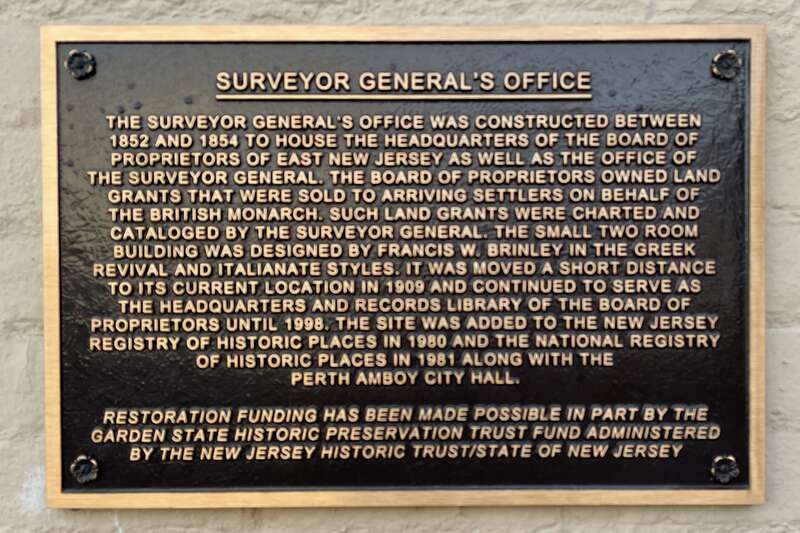 SURVEYOR GENERAL'S OFFICE
THE SURVEYOR GENERAL'S OFFICE WAS CONSTRUCTED BETWEEN
1852 AND 1854 TO HOUSE THE HEADQUARTERS OF THE BOARD OF
PROPRIETORS OF EAST NEW JERSEY AS WELL AS THE OFFICE OF
THE SURVEYOR GENERAL. THE BOARD OF PROPRIETORS OWNED LAND
GRANTS THAT WERE SOLD TO ARRIVING SETTLERS ON BEHALF OF
THE BRITISH MONARCH. SUCH LAND GRANTS WERE CHARTED AND
CATALOGED BY THE SURVEYOR GENERAL. THE SMALL TWO ROOM
BUILDING WAS DESIGNED BY FRANCIS W. BRINLEY IN THE GREEK
REVIVAL AND ITALIANATE STYLES. IT WAS MOVED A SHORT DISTANCE
TO ITS CURRENT LOCATION IN 1909 AND CONTINUED TO SERVE AS
THE HEADQUARTERS AND RECORDS LIBRARY OF THE BOARD OF
PROPRIETORS UNTIL 1998. THE SITE WAS ADDED TO THE NEW JERSEY
REGISTRY OF HISTORIC PLACES IN 1980 AND THE NATIONAL REGISTRY
OF HISTORIC PLACES IN 1981 ALONG WITH THE
PERTH AMBOY CITY HALL.
RESTORATION FUNDING HAS BEEN MADE POSSIBLE IN PART BY THE
GARDEN STATE HISTORIC PRESERVATION TRUST FUND ADMINISTERED
BY THE NEW JERSEY HISTORIC TRUST/STATE OF NEW JERSEY